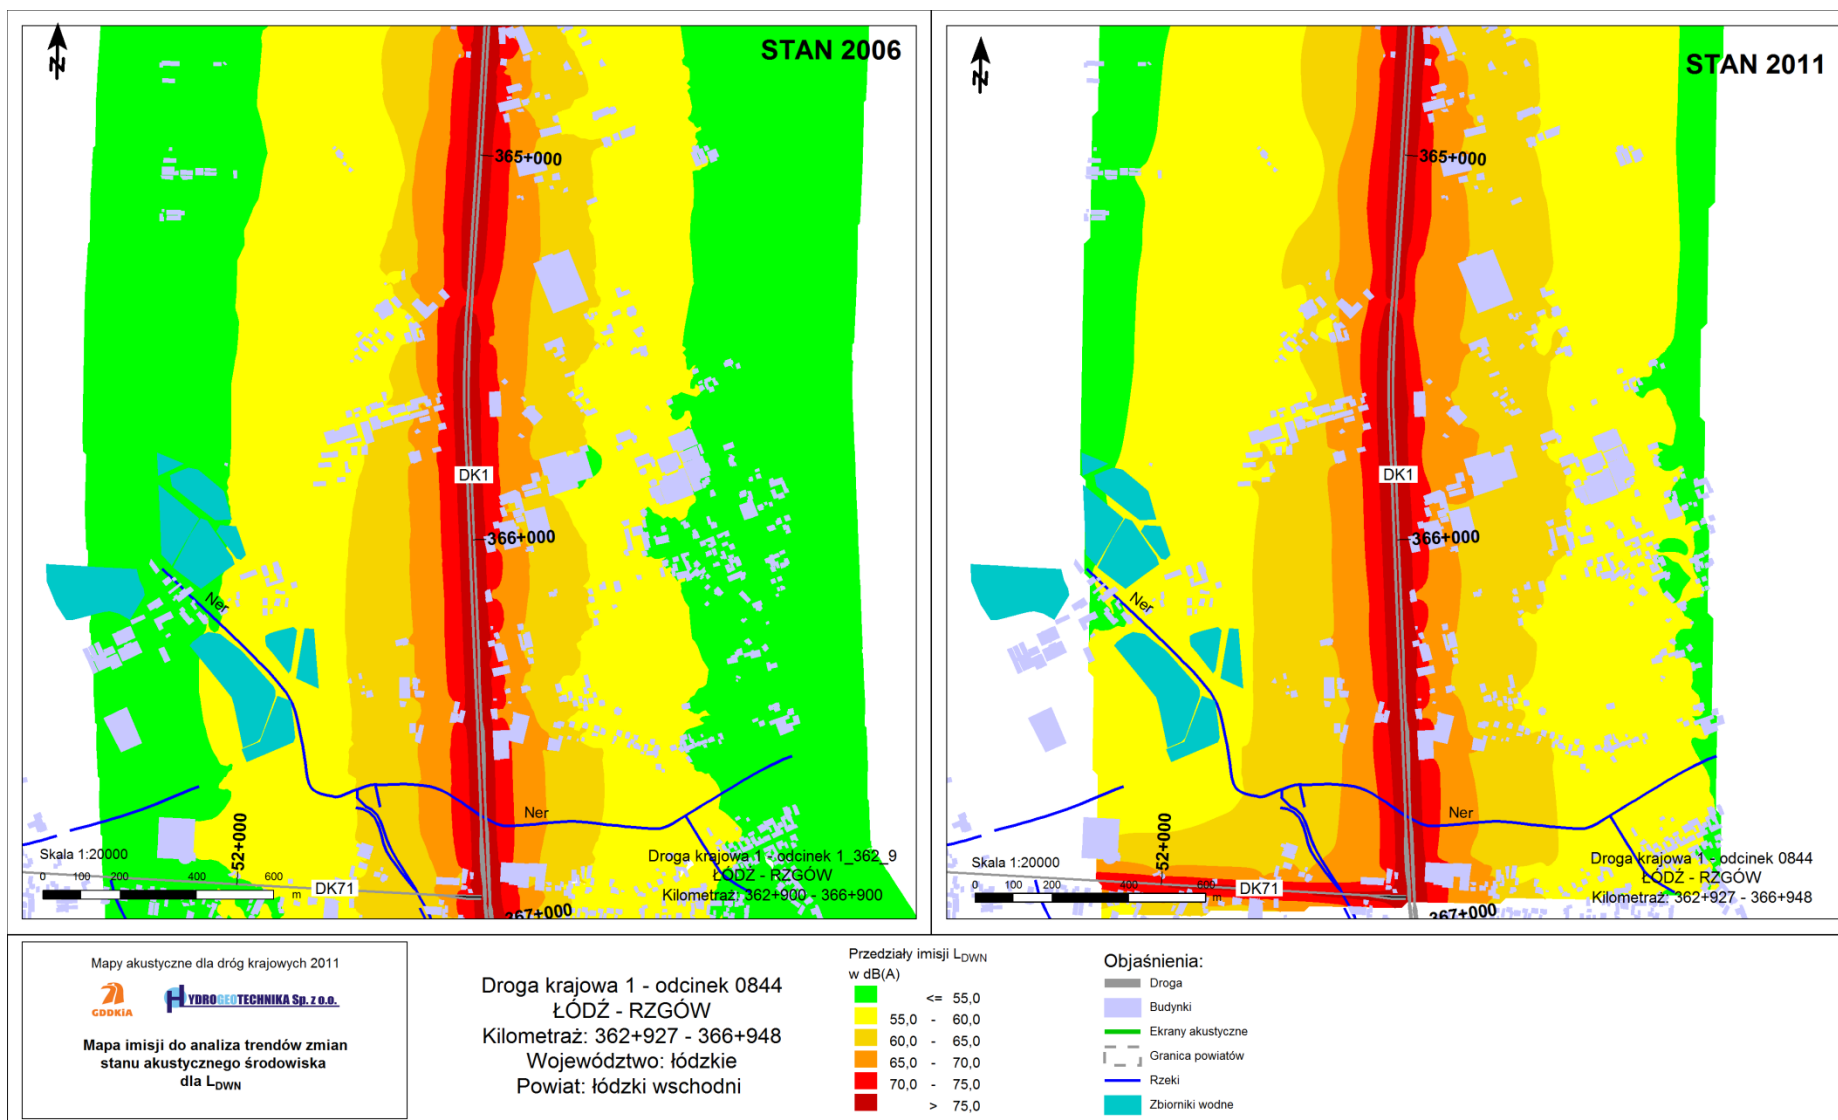 STAN 2006
N
365+000
DK1
366+000
Ner
Ner
52+000
Skala 1:20000
0 100 200 400 600
m
DK71
367+000
Droga krajowa 1 - odcinek 1_362_9
ŁÓDŹ - RZGÓW
Kilometraż: 362+900 - 366+900
STAN 2011
N
365+000
DK1
366+000
Ner
Ner
52+000
Skala 1:20000
0 100 200 400 600
m
DK71
367+000
Droga krajowa 1 - odcinek 0844
ŁÓDŹ - RZGÓW
Kilometraż: 362+927 - 366+948
Mapy akustyczne dla dróg krajowych 2011
GDDKiA
HYDROGEOTECHNIKA Sp. z o.o.
Mapa imisji do analiza trendów zmian
stanu akustycznego środowiska
dla LDWN
Droga krajowa 1 - odcinek 0844
ŁÓDŹ - RZGÓW
Kilometraż: 362+927 - 366+948
Województwo: łódzkie
Powiat: łódzki wschodni
Przedziały imisji LDWN
w dB(A)
<= 55,0
55,0 - 60,0
60,0 - 65,0
65,0 - 70,0
70,0 - 75,0
> 75,0
Objaśnienia:
Droga
Budynki
Ekrany akustyczne
Granica powiatów
Rzeki
Zbiorniki wodne